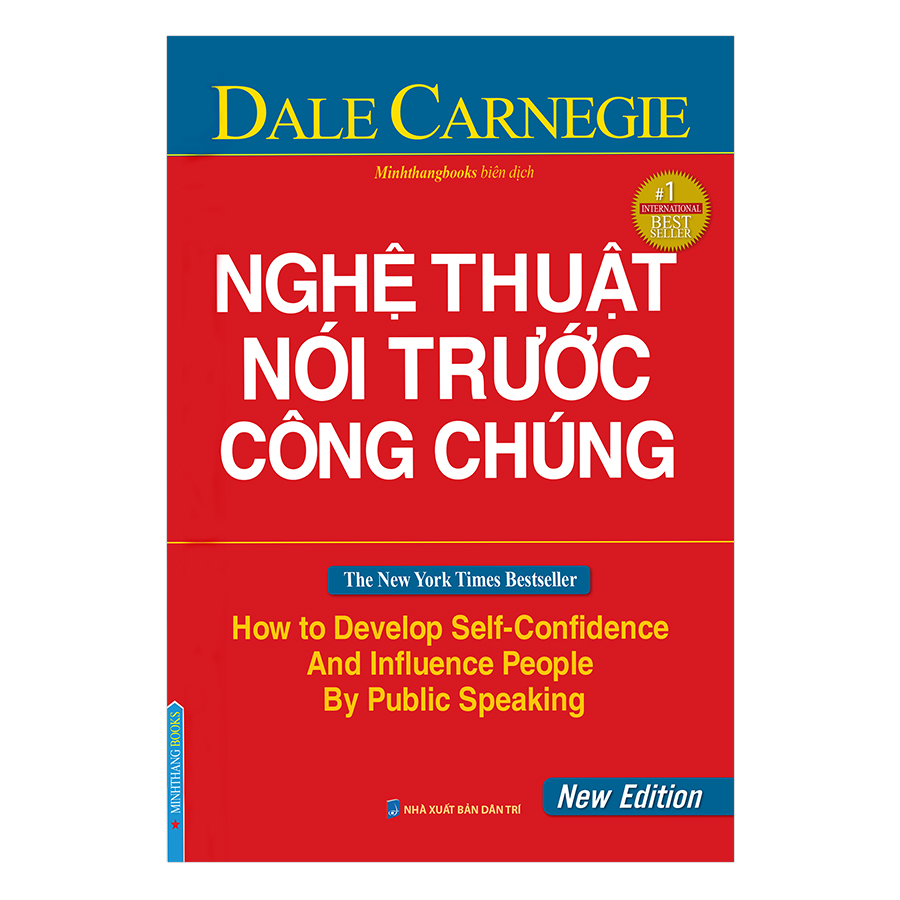 DALE CARNEGIE
Minhthangbooks biên dịch
#1
INTERNATIONAL
BEST
SELLER
NGHỆ THUẬT
NÓI TRƯỚC
CÔNG CHÚNG
The New York Times Bestseller
How to Develop Self-Confidence
And Influence People
By Public Speaking
MINHTHANG BOOKS
New Edition
NHÀ XUẤT BẢN DÂN TRÍ